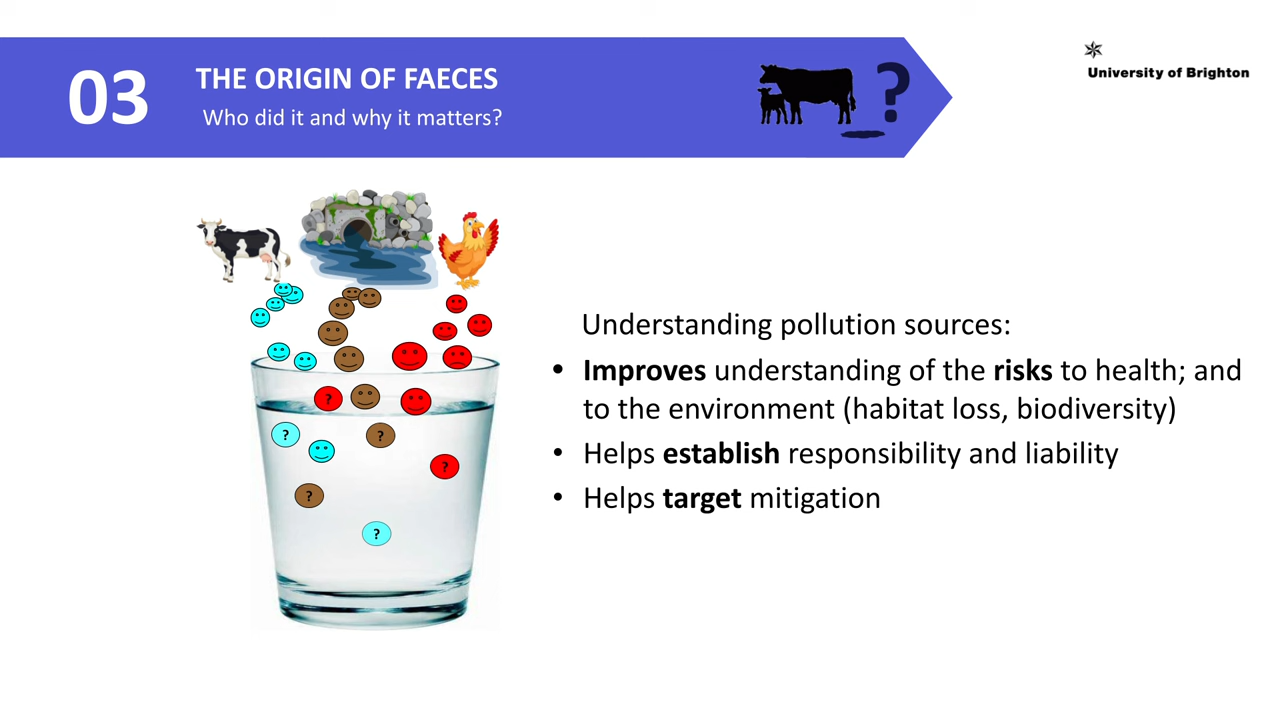 03
THE ORIGIN OF FAECES
Who did it and why it matters?
?
University of Brighton
Understanding pollution sources:
• Improves understanding of the risks to health; and
to the environment (habitat loss, biodiversity)
• Helps establish responsibility and liability
• Helps target mitigation
?
?
?
?
?
?